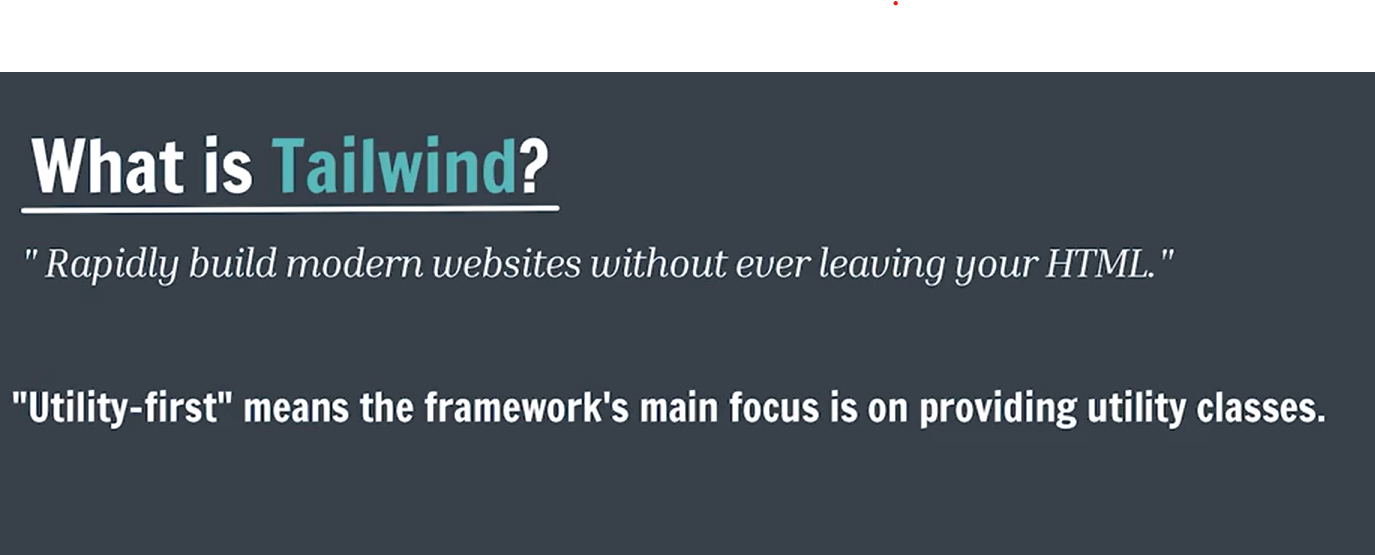 What is Tailwind?
" Rapidly build modern websites without ever leaving your HTML."
"Utility-first" means the framework's main focus is on providing utility classes.